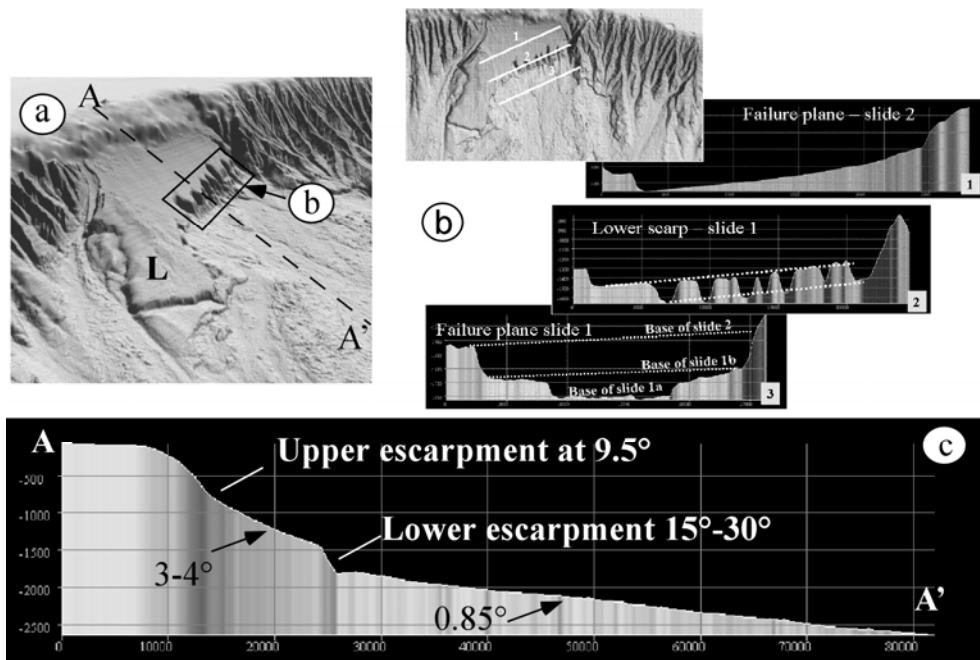 a
A
b
L
A'
1
2
3
b
Failure plane – slide 2
1
Lower scarp – slide 1
2
Failure plane slide 1
Base of slide 2
Base of slide 1b
Base of slide 1a
3
A
c
Upper escarpment at 9.5°
-500
-1000
Lower escarpment 15°-30°
-1500
3-4°
-2000
0.85°
A'
-2500
0
10000
20000
30000
40000
50000
60000
70000
80000